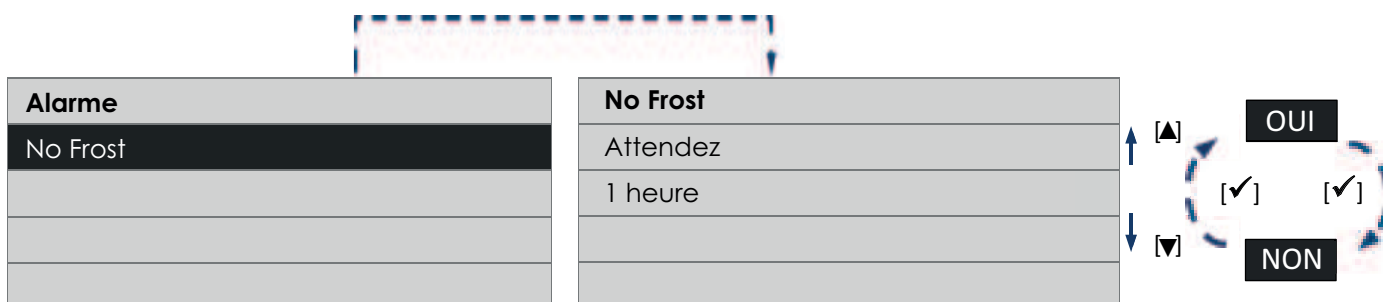 Alarme
No Frost
No Frost
Attendez
1 heure
[▲]
[▼]
OUI
[✔] [✔]
NON